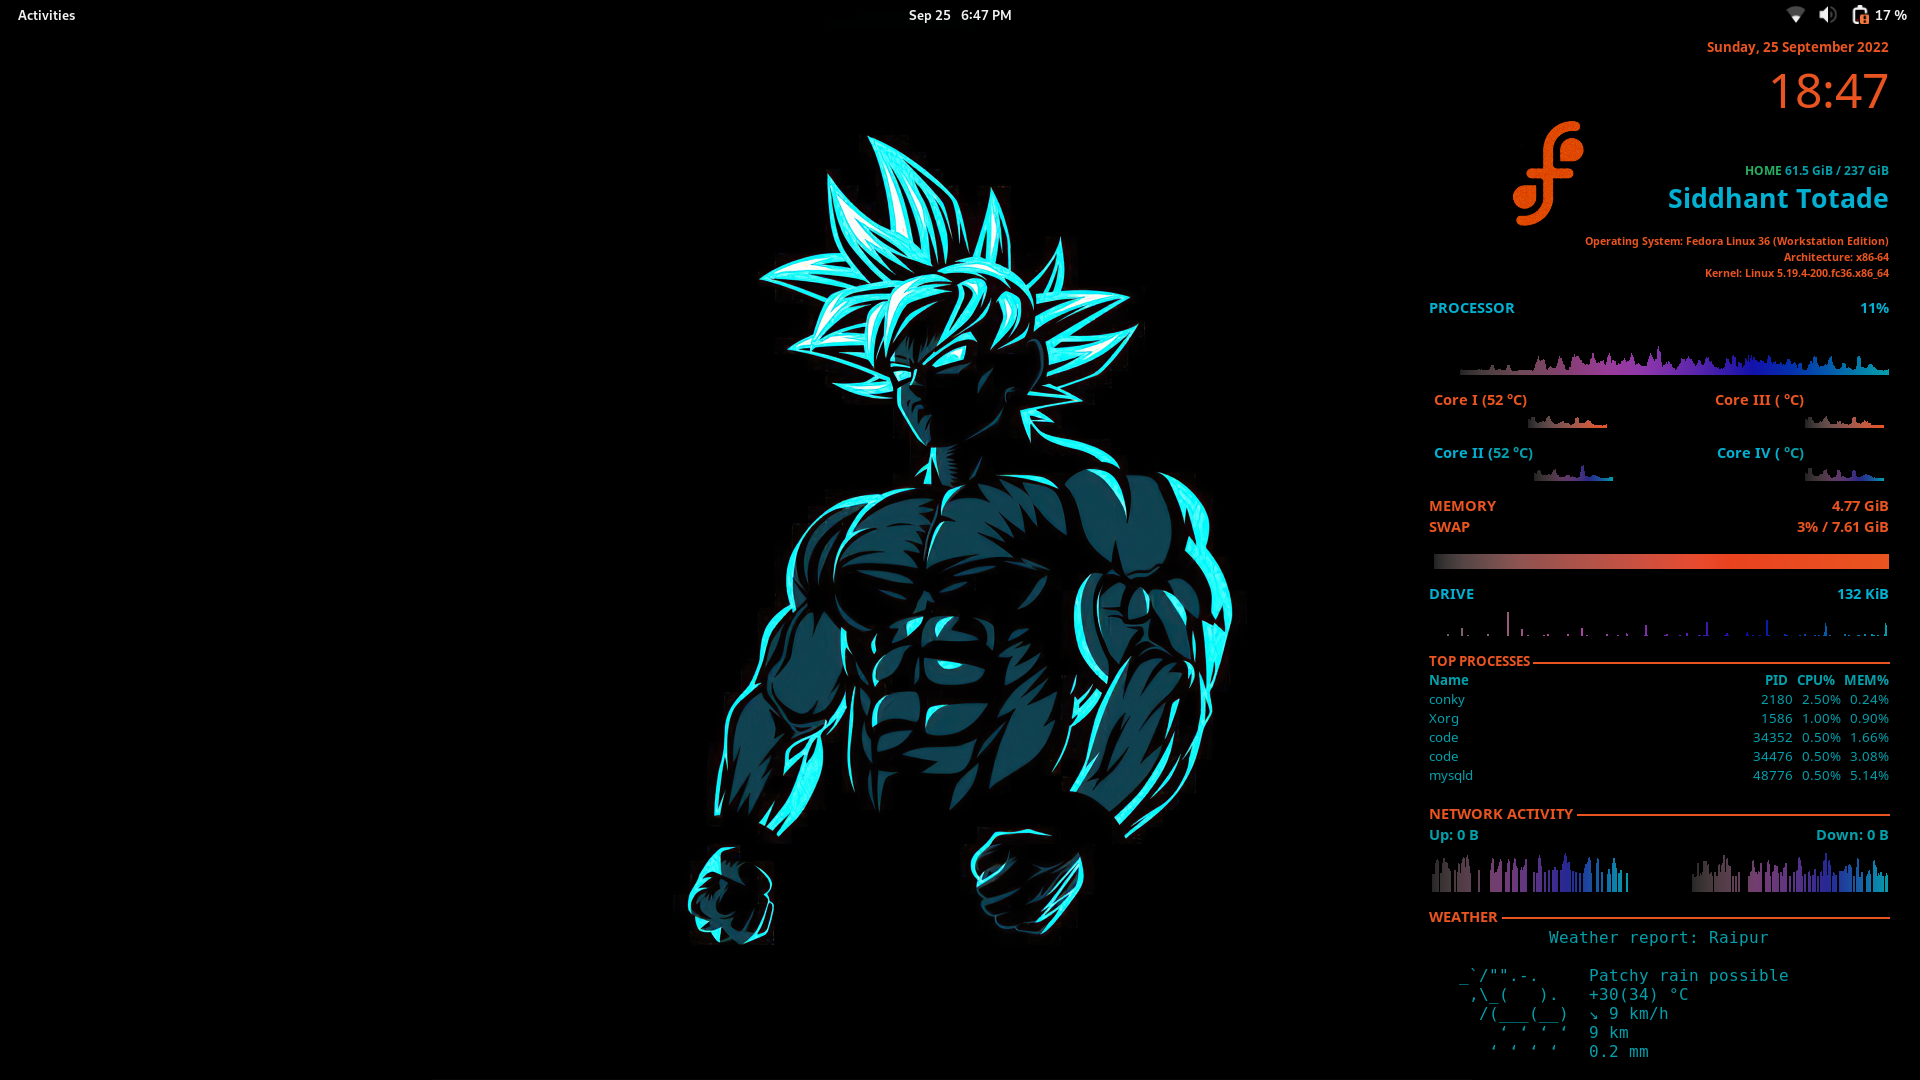 Activities
Sep 25 6:47 PM
17 %
Sunday, 25 September 2022
18:47
HOME 61.5 GiB / 237 GiB
Siddhant Totade
Operating System: Fedora Linux 36 (Workstation Edition)
Architecture: x86-64
Kernel: Linux 5.19.4-200.fc36.x86_64
PROCESSOR 11%
Core I (52 °C) Core III ( °C)
Core II (52 °C) Core IV ( °C)
MEMORY 4.77 GiB
SWAP 3% / 7.61 GiB
DRIVE 132 KiB
TOP PROCESSES
Name PID CPU% MEM%
conky 2180 2.50% 0.24%
Xorg 1586 1.00% 0.90%
code 34352 0.50% 1.66%
code 34476 0.50% 3.08%
mysqld 48776 0.50% 5.14%
NETWORK ACTIVITY
Up: 0 B Down: 0 B
WEATHER
Weather report: Raipur
_`/"".-. Patchy rain possible
,\_( ). +30(34) °C
/(___(__) ↘ 9 km/h
‘ ‘ ‘ ‘ 9 km
‘ ‘ ‘ ‘ 0.2 mm